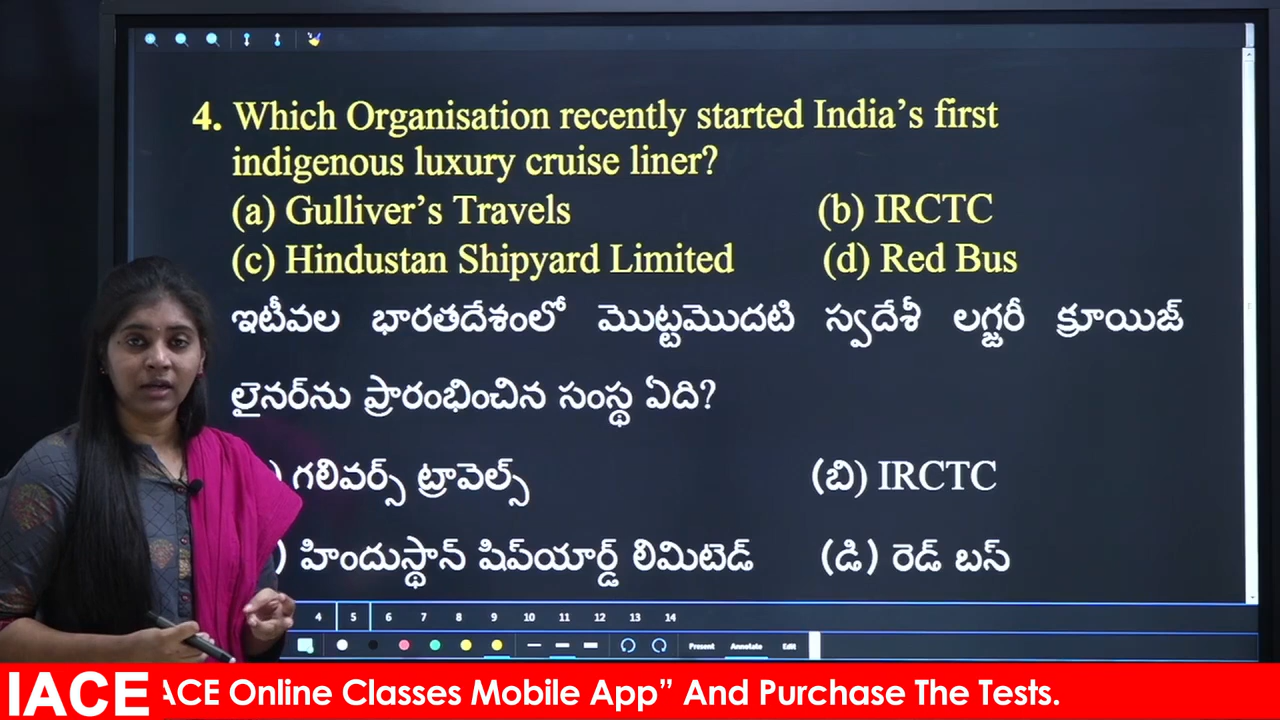 4. Which Organisation recently started India’s first
indigenous luxury cruise liner?
(a) Gulliver’s Travels (b) IRCTC
(c) Hindustan Shipyard Limited (d) Red Bus
ఇటీవల భారతదేశంలో మొట్టమొదటి స్వదేశీ లగ్జరీ క్రూయిజ్
లైనర్‌ను ప్రారంభించిన సంస్థ ఏది?
) గలివర్స్ ట్రావెల్స్ (బి) IRCTC
) హిందుస్థాన్ షిప్‌యార్డ్ లిమిటెడ్ (డి) రెడ్ బస్
4 5 6 7 8 9 10 11 12 13 14
Present Annotate Edit
IACE ACE Online Classes Mobile App” And Purchase The Tests.